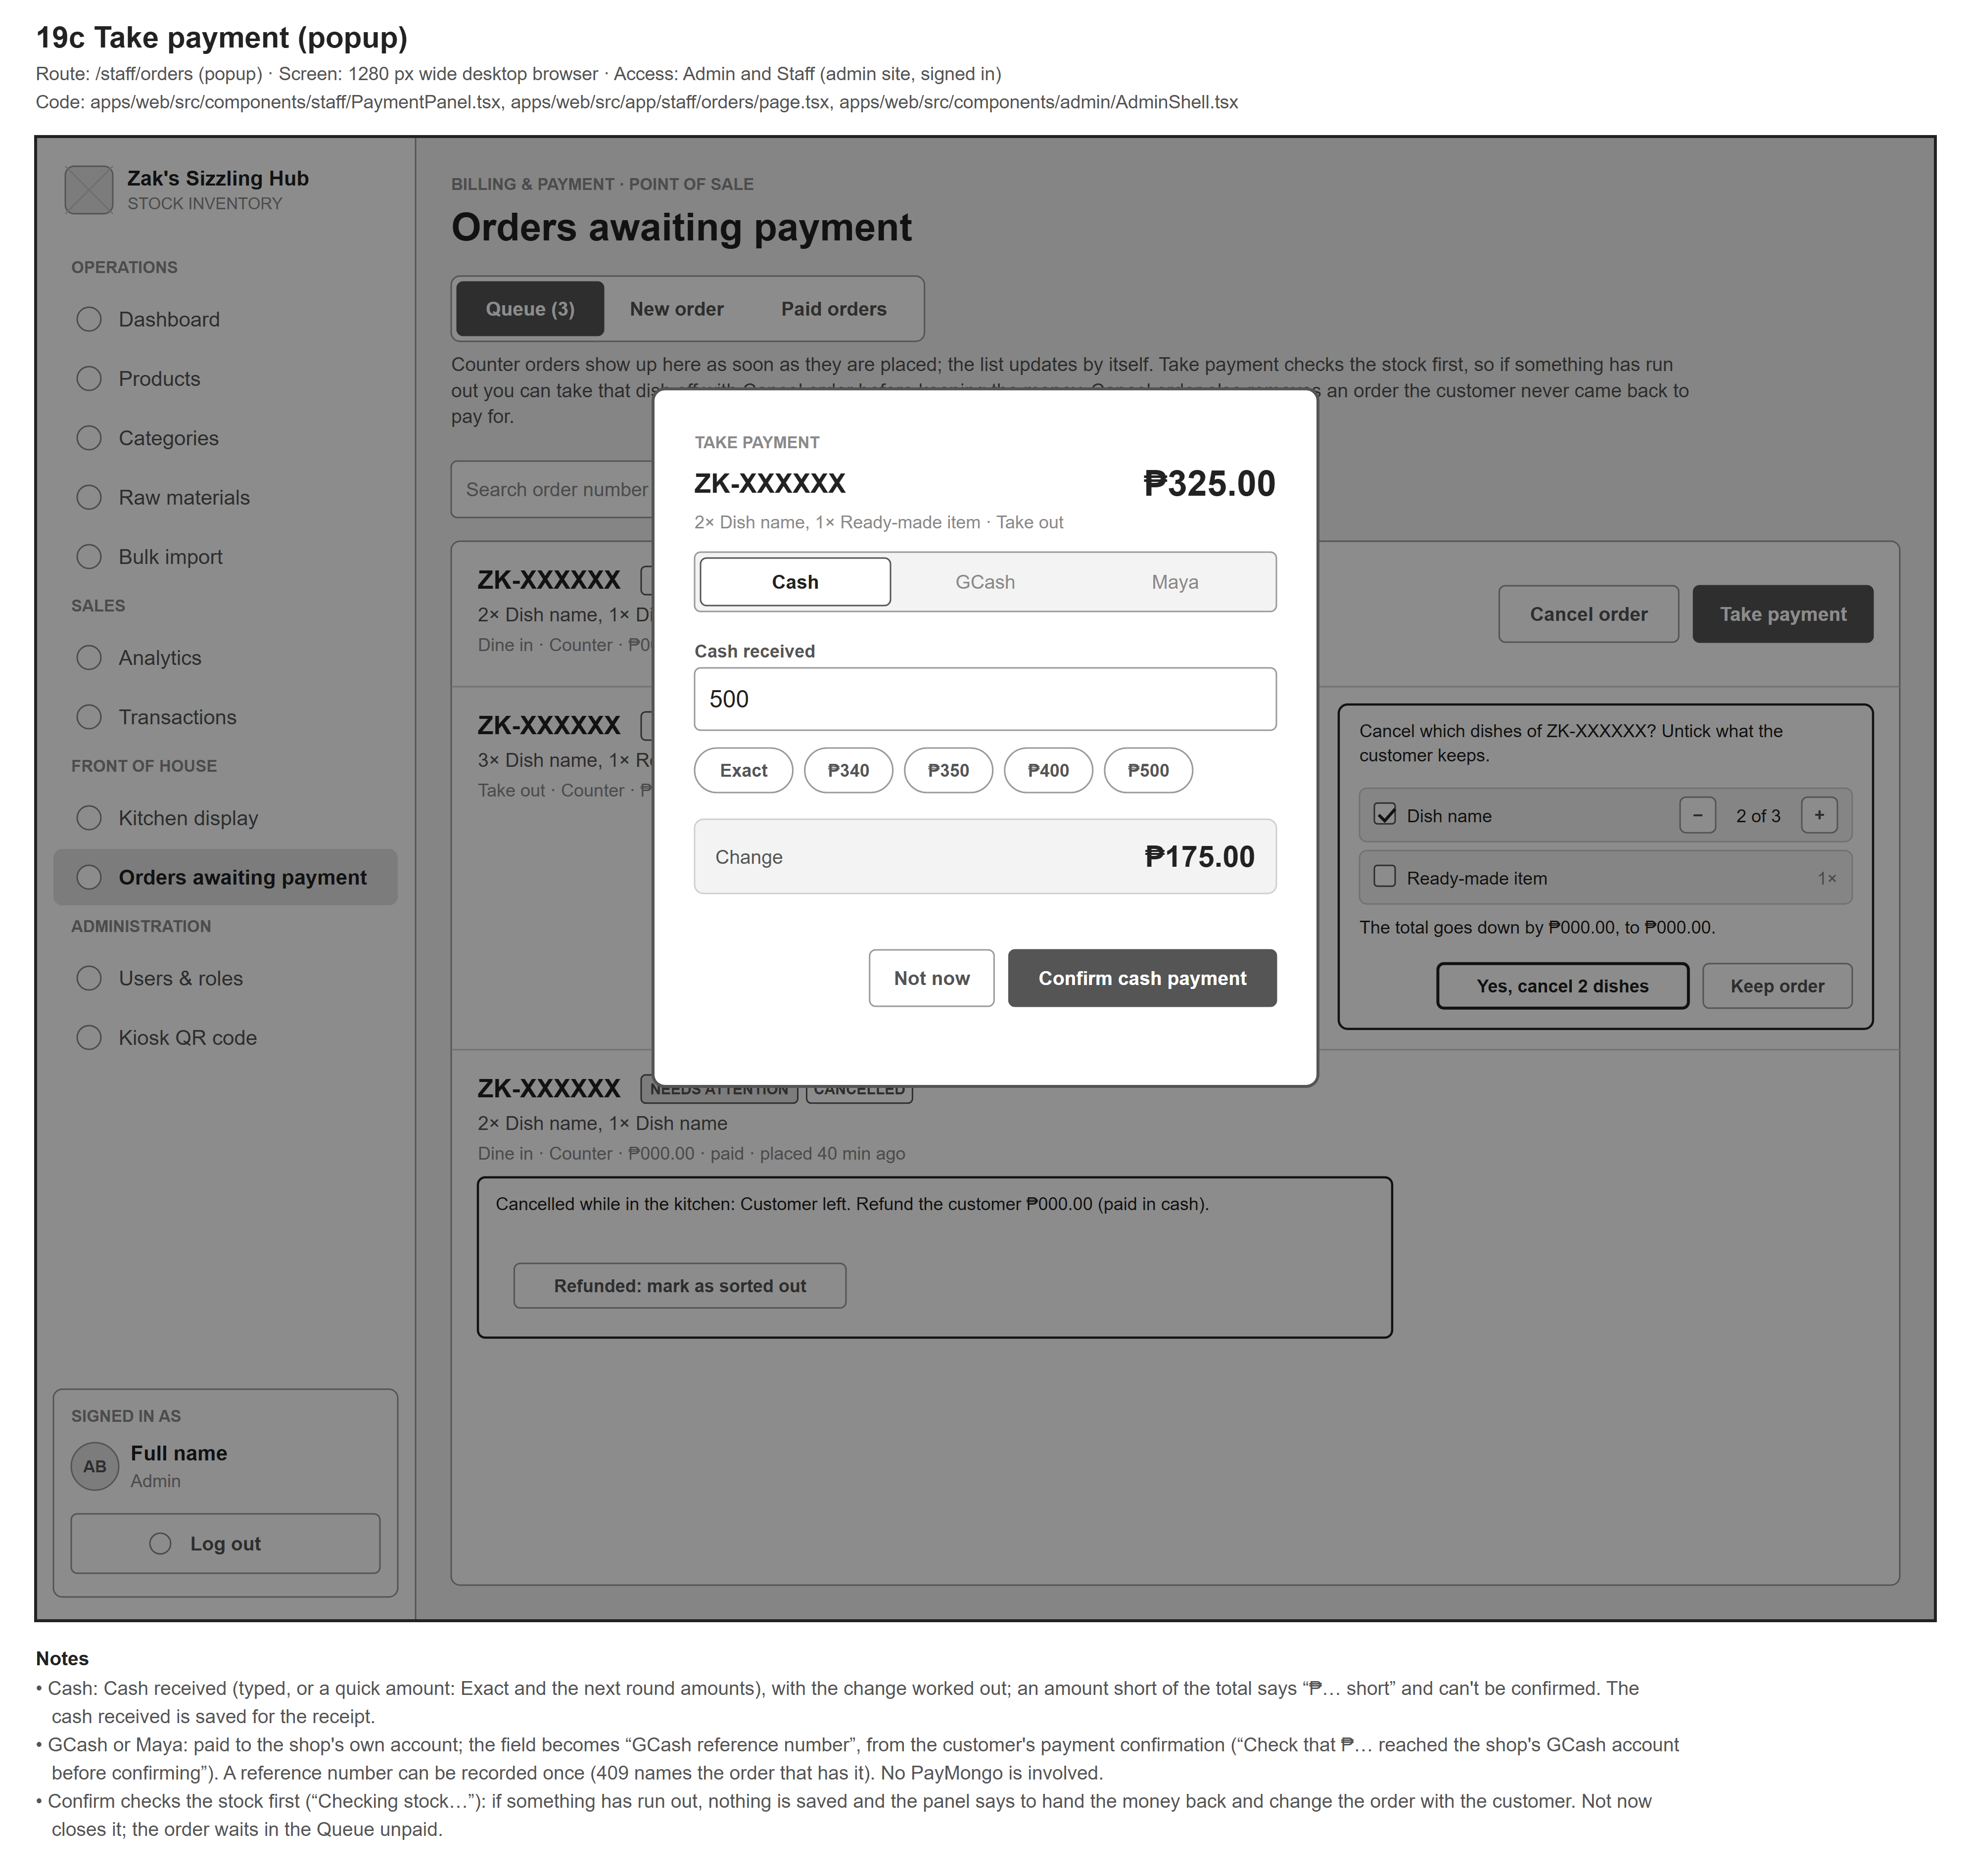 19c Take payment (popup)
Route: /staff/orders (popup) · Screen: 1280 px wide desktop browser · Access: Admin and Staff (admin site, signed in)
Code: apps/web/src/components/staff/PaymentPanel.tsx, apps/web/src/app/staff/orders/page.tsx, apps/web/src/components/admin/AdminShell.tsx
Zak's Sizzling Hub
STOCK INVENTORY
OPERATIONS
Dashboard
Products
Categories
Raw materials
Bulk import
SALES
Analytics
Transactions
FRONT OF HOUSE
Kitchen display
Orders awaiting payment
ADMINISTRATION
Users & roles
Kiosk QR code
SIGNED IN AS
AB
Full name
Admin
Log out
BILLING & PAYMENT · POINT OF SALE
Orders awaiting payment
Queue (3)
New order
Paid orders
Counter orders show up here as soon as they are placed; the list updates by itself. Take payment checks the stock first, so if something has run
out you can take that dish off with Cancel order before keeping the money. Cancel order also removes an order the customer never came back to
pay for.
Search order number
ZK-XXXXXX
2× Dish name, 1× Di
Dine in · Counter · ₱0
Cancel order
Take payment
ZK-XXXXXX
3× Dish name, 1× Re
Take out · Counter · ₱
Cancel which dishes of ZK-XXXXXX? Untick what the
customer keeps.
Dish name
− 2 of 3 +
Ready-made item
1×
The total goes down by ₱000.00, to ₱000.00.
Yes, cancel 2 dishes
Keep order
ZK-XXXXXX
NEEDS ATTENTION
CANCELLED
2× Dish name, 1× Dish name
Dine in · Counter · ₱000.00 · paid · placed 40 min ago
Cancelled while in the kitchen: Customer left. Refund the customer ₱000.00 (paid in cash).
Refunded: mark as sorted out
TAKE PAYMENT
ZK-XXXXXX
₱325.00
2× Dish name, 1× Ready-made item · Take out
Cash
GCash
Maya
Cash received
500
Exact
₱340
₱350
₱400
₱500
Change
₱175.00
Not now
Confirm cash payment
Notes
• Cash: Cash received (typed, or a quick amount: Exact and the next round amounts), with the change worked out; an amount short of the total says “₱… short” and can't be confirmed. The
cash received is saved for the receipt.
• GCash or Maya: paid to the shop's own account; the field becomes “GCash reference number”, from the customer's payment confirmation (“Check that ₱… reached the shop's GCash account
before confirming”). A reference number can be recorded once (409 names the order that has it). No PayMongo is involved.
• Confirm checks the stock first (“Checking stock…”): if something has run out, nothing is saved and the panel says to hand the money back and change the order with the customer. Not now
closes it; the order waits in the Queue unpaid.